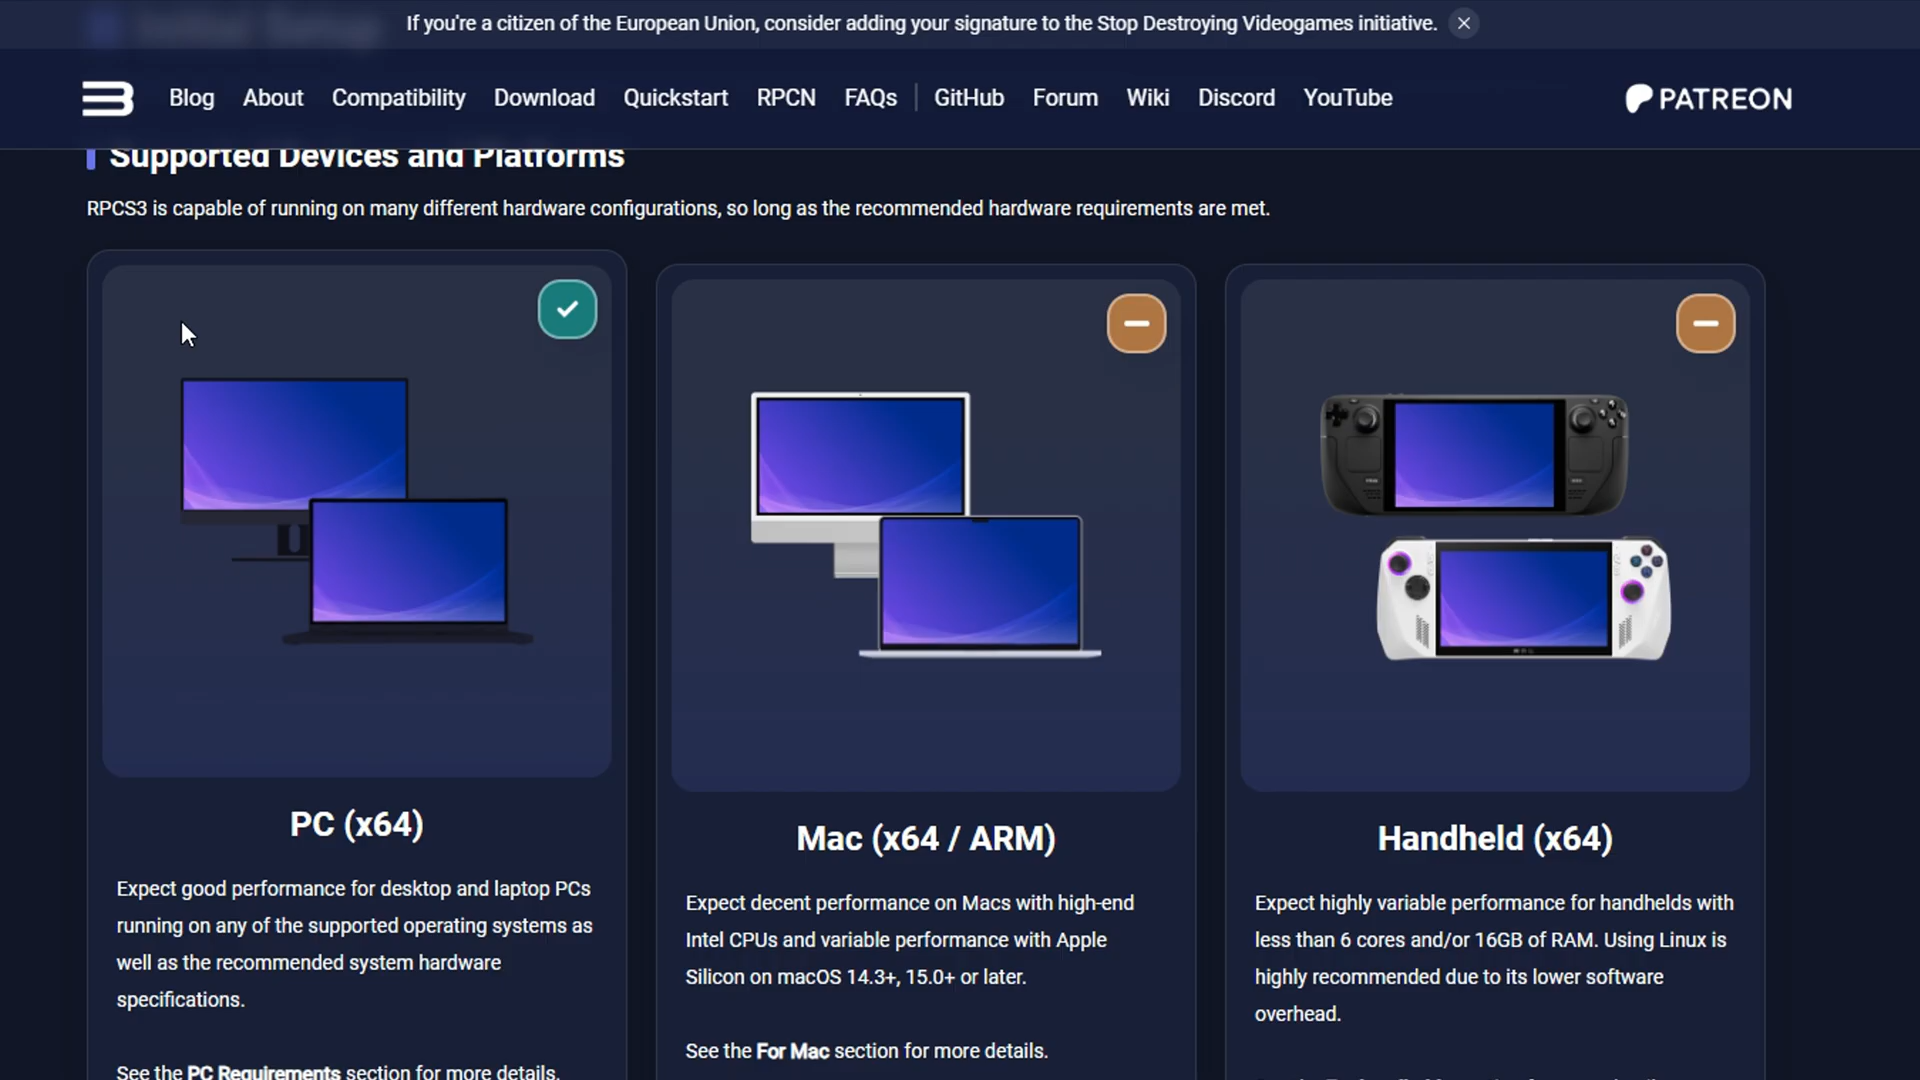 If you're a citizen of the European Union, consider adding your signature to the Stop Destroying Videogames initiative.
Blog About Compatibility Download Quickstart RPCN FAQs GitHub Forum Wiki Discord YouTube PATREON
Supported Devices and Platforms
RPCS3 is capable of running on many different hardware configurations, so long as the recommended hardware requirements are met.
PC (x64)
Expect good performance for desktop and laptop PCs
running on any of the supported operating systems as
well as the recommended system hardware
specifications.
See the PC Requirements section for more details.
Mac (x64 / ARM)
Expect decent performance on Macs with high-end
Intel CPUs and variable performance with Apple
Silicon on macOS 14.3+, 15.0+ or later.
See the For Mac section for more details.
Handheld (x64)
Expect highly variable performance for handhelds with
less than 6 cores and/or 16GB of RAM. Using Linux is
highly recommended due to its lower software
overhead.